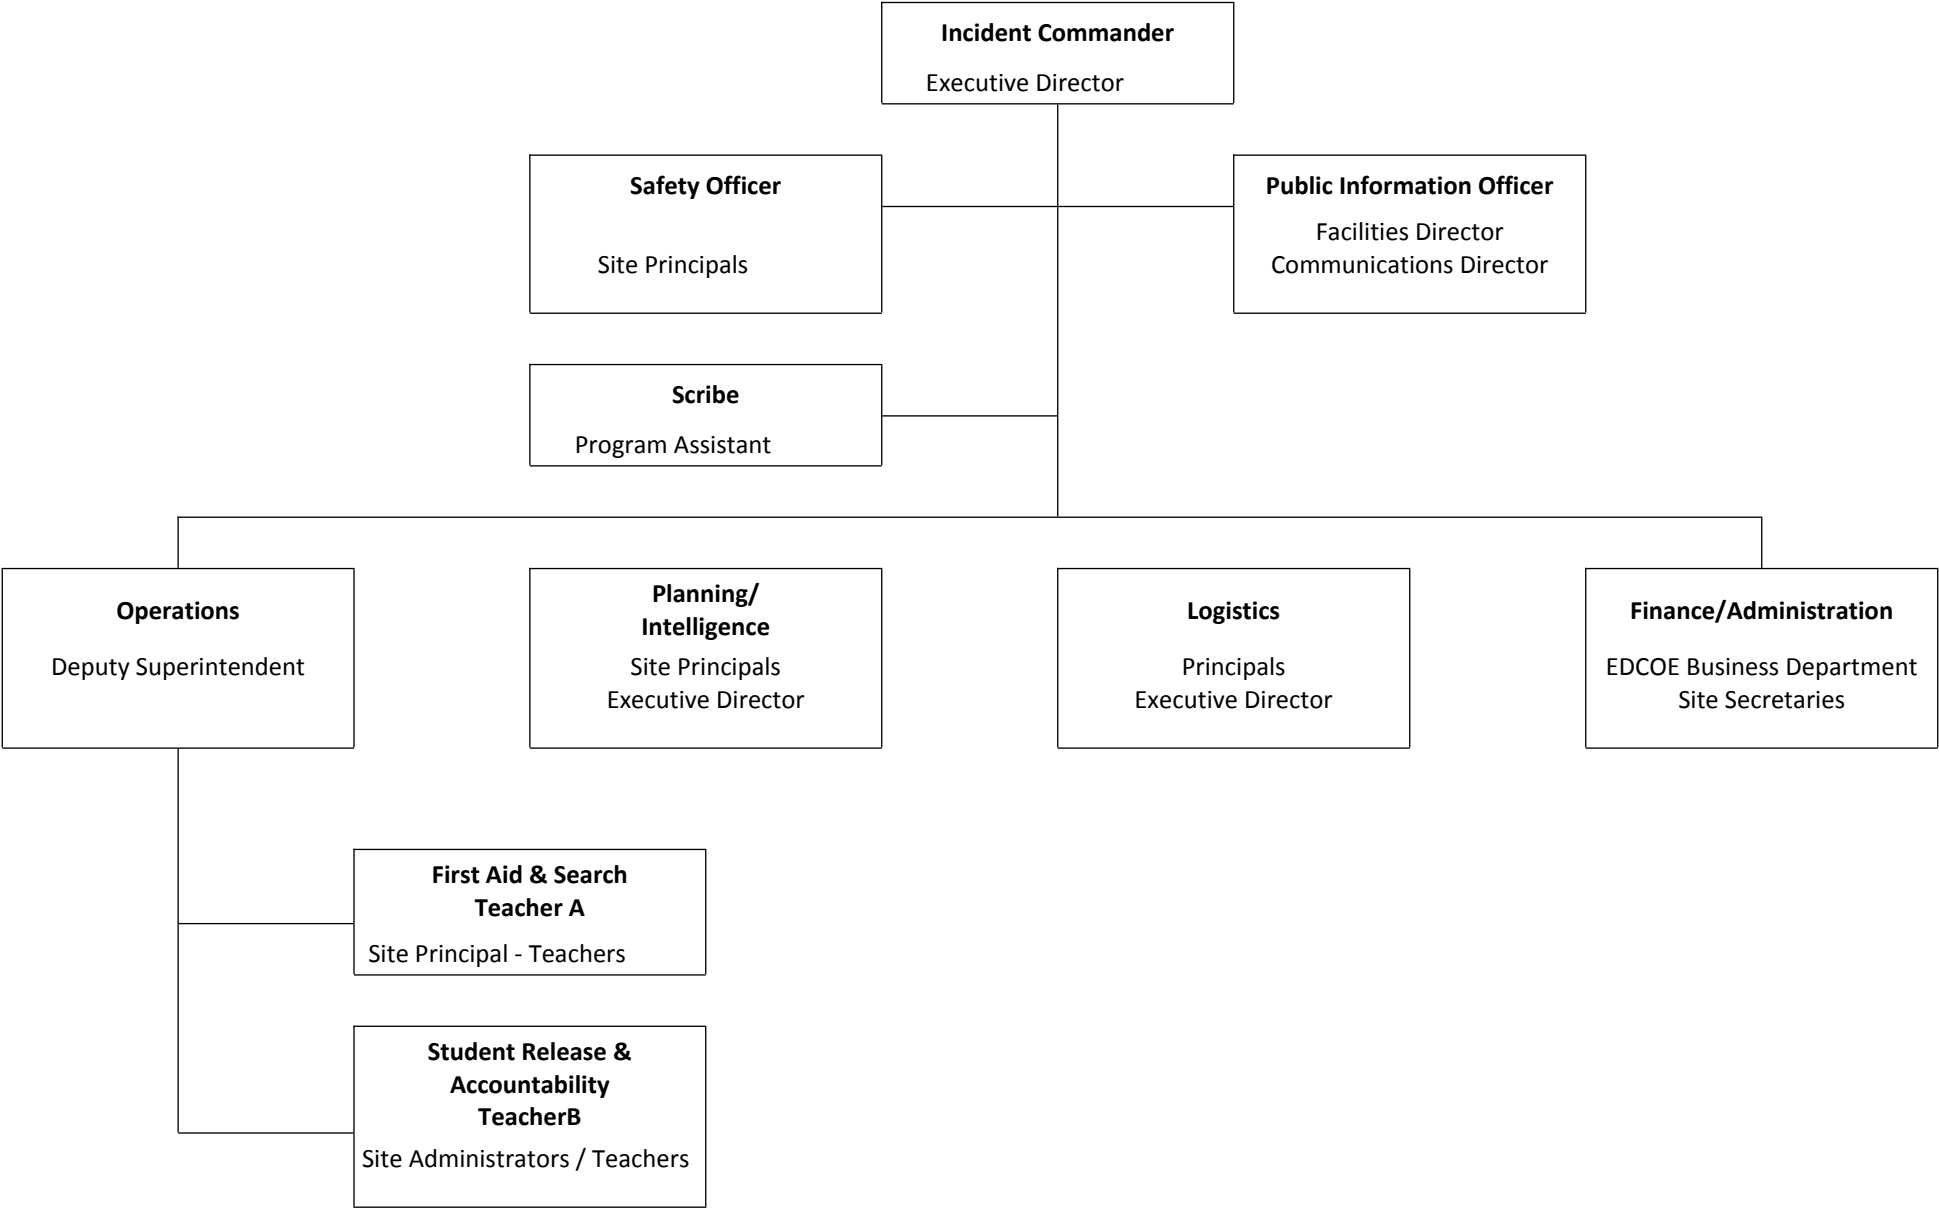 Incident Commander
Executive Director
Safety Officer
Site Principals
Public Information Officer
Facilities Director
Communications Director
Scribe
Program Assistant
Operations
Deputy Superintendent
Planning/
Intelligence
Site Principals
Executive Director
Logistics
Principals
Executive Director
Finance/Administration
EDCOE Business Department
Site Secretaries
First Aid & Search
Teacher A
Site Principal - Teachers
Student Release &
Accountability
TeacherB
Site Administrators / Teachers